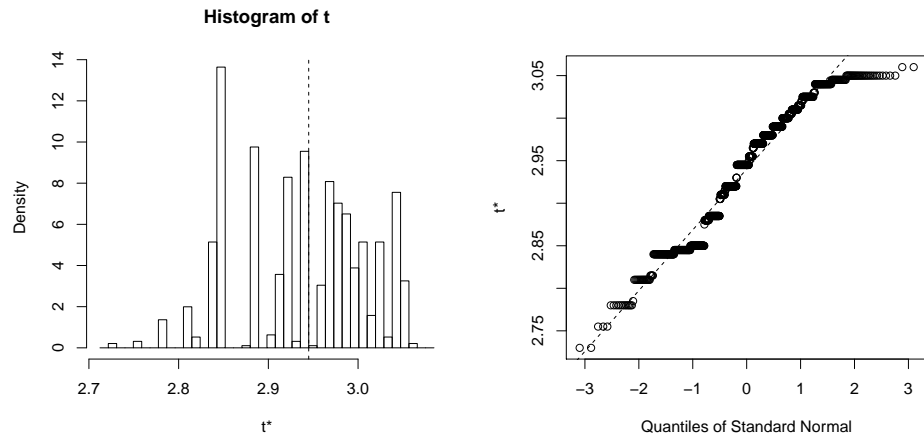 Histogram of t
Density
14
12
10
8
6
4
2
0
2.7 2.8 2.9 3.0
t*
t*
3.05
2.95
2.85
2.75
−3 −2 −1 0 1 2 3
Quantiles of Standard Normal